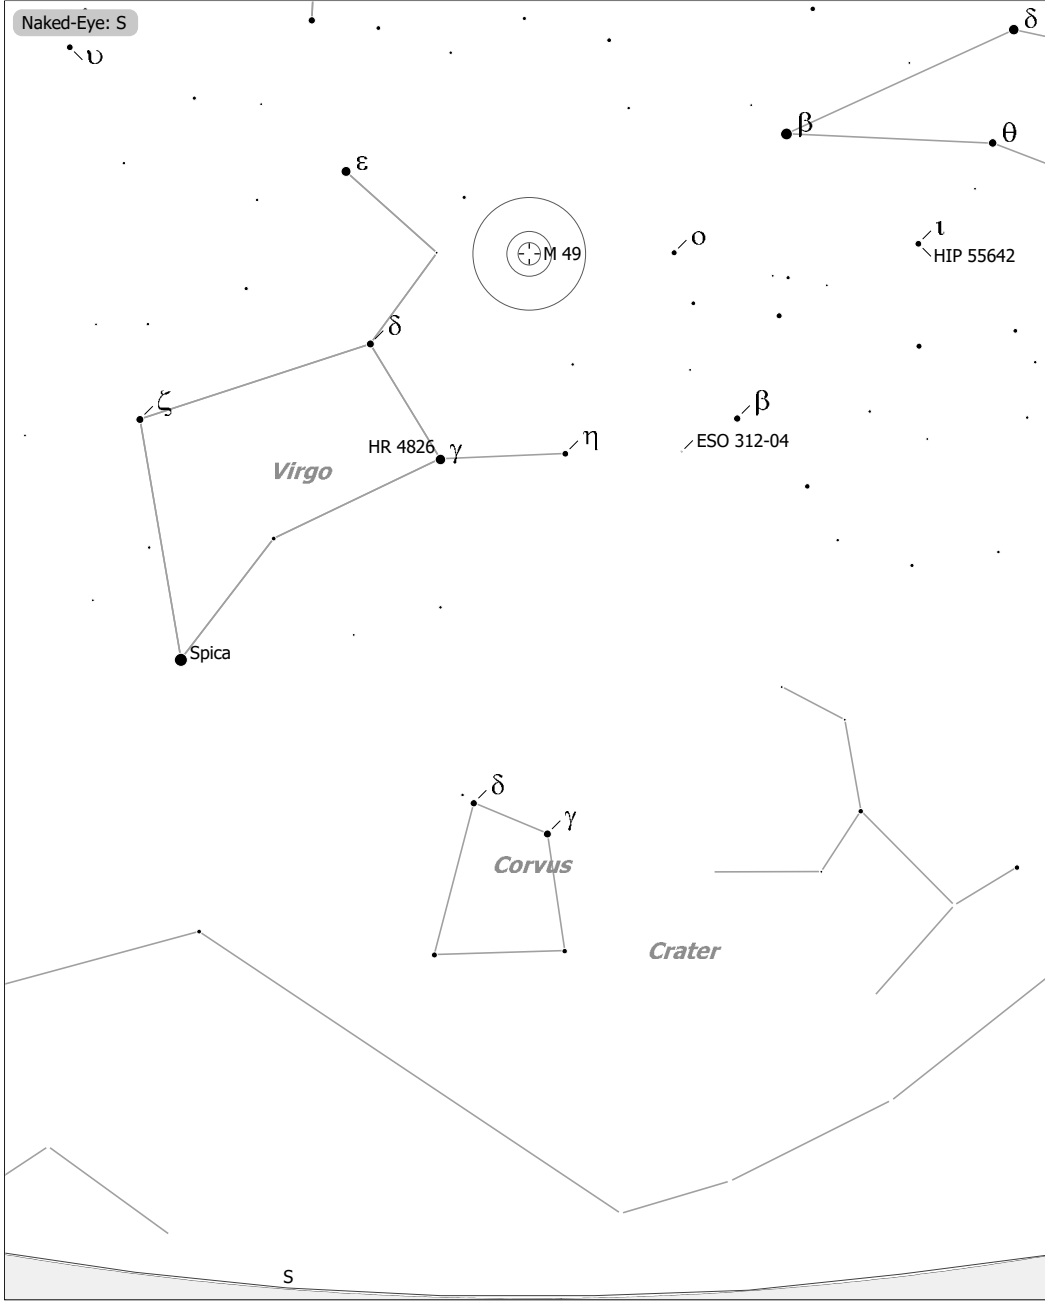 Naked-Eye: S
δ
υ
β
θ
ε
ι
ο
HIP 55642
M 49
δ
ζ
β
η
HR 4826
γ
ESO 312-04
Virgo
Spica
δ
γ
Corvus
Crater
S